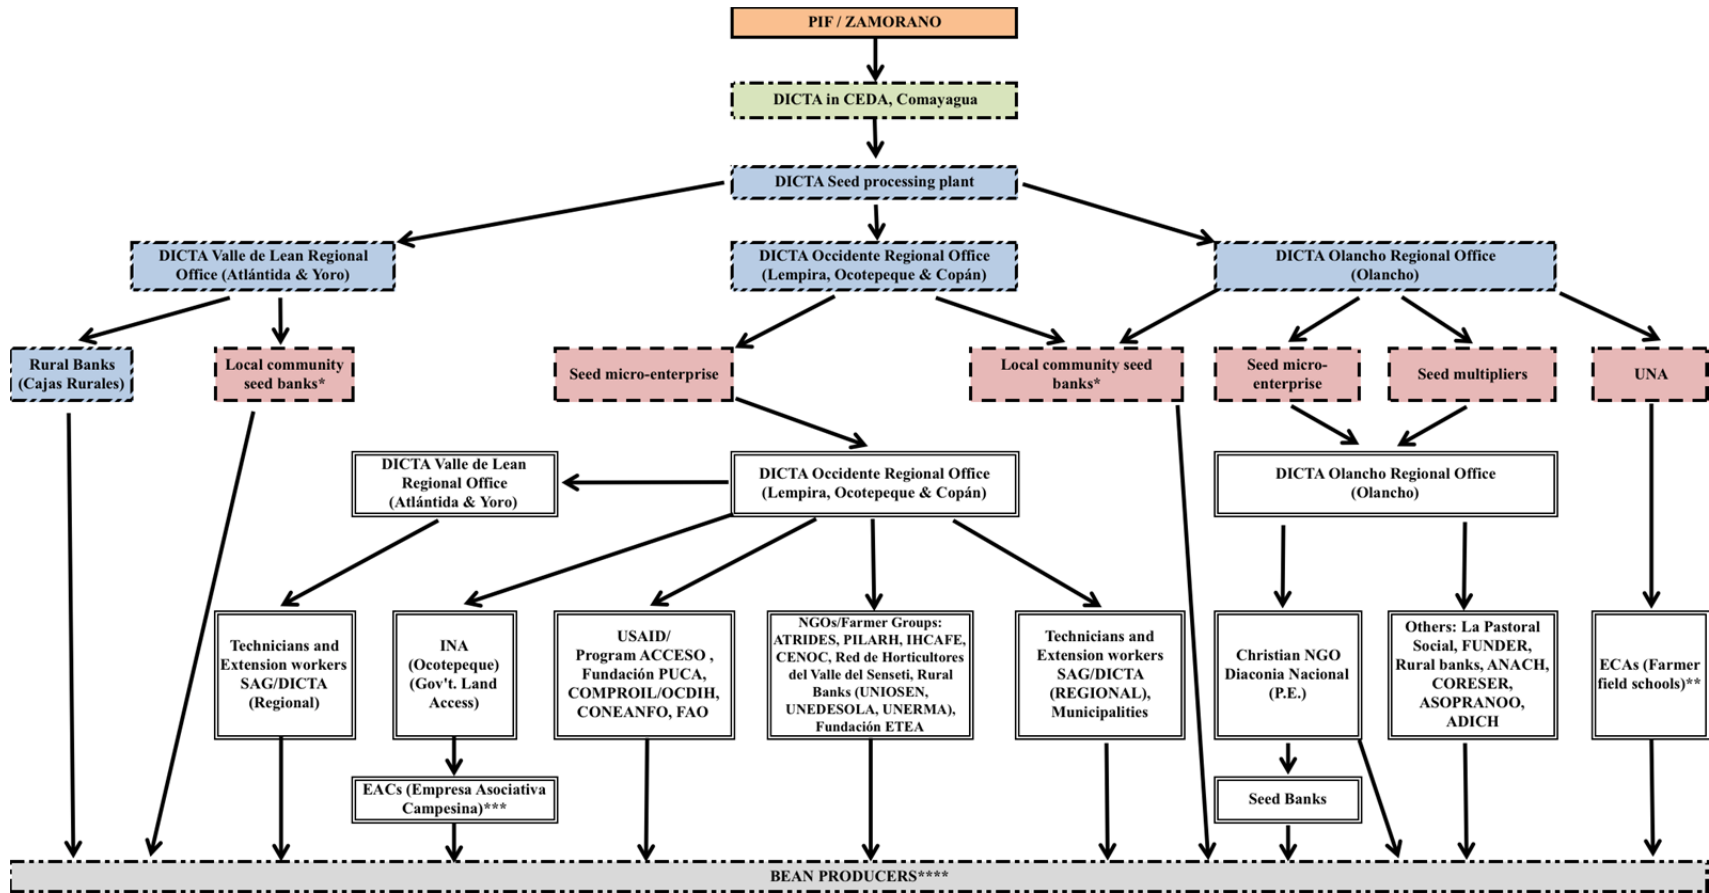 PIF / ZAMORANO
DICTA in CEDA, Comayagua
DICTA Seed processing plant
DICTA Valle de Lean Regional
Office (Atlántida & Yoro)
DICTA Occidente Regional Office
(Lempira, Ocotepeque & Copán)
DICTA Olancho Regional Office
(Olancho)
Rural Banks
(Cajas Rurales)
Local community
seed banks*
Seed micro-enterprise
Local community seed
banks*
Seed micro-
enterprise
Seed multipliers
UNA
DICTA Valle de Lean
Regional Office
(Atlántida & Yoro)
DICTA Occidente Regional Office
(Lempira, Ocotepeque & Copán)
DICTA Olancho Regional Office
(Olancho)
Technicians and
Extension workers
SAG/DICTA
(Regional)
INA
(Ocotepeque)
(Gov't. Land
Access)
USAID/
Program ACCESO ,
Fundación PUCA,
COMPROIL/OCDIH,
CONEANFO, FAO
NGOs/Farmer Groups:
ATRIDES, PILARH, IHCAFE,
CENOC, Red de Horticultores
del Valle del Senseti, Rural
Banks (UNIOSEN,
UNEDESOLA, UNERMA),
Fundación ETEA
Technicians and
Extension workers
SAG/DICTA
(REGIONAL),
Municipalities
Christian NGO
Diaconia Nacional
(P.E.)
Others: La Pastoral
Social, FUNDER,
Rural banks, ANACH,
CORESER,
ASOPRANOO,
ADICH
ECAs (Farmer
field schools)**
EACs (Empresa Asociativa
Campesina)***
Seed Banks
BEAN PRODUCERS****